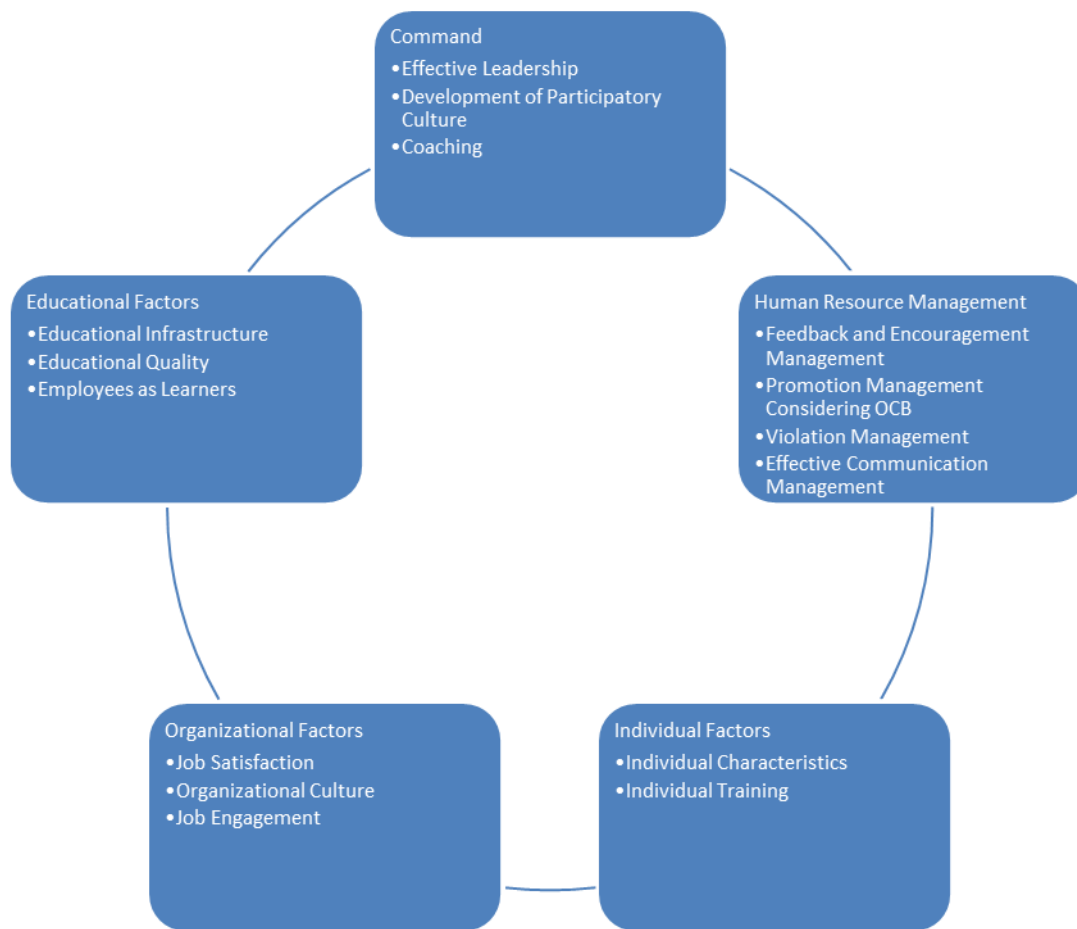 Command
•Effective Leadership
•Development of Participatory
Culture
•Coaching
Educational Factors
•Educational Infrastructure
•Educational Quality
•Employees as Learners
Human Resource Management
•Feedback and Encouragement
Management
•Promotion Management
Considering OCB
•Violation Management
•Effective Communication
Management
Organizational Factors
•Job Satisfaction
•Organizational Culture
•Job Engagement
Individual Factors
•Individual Characteristics
•Individual Training